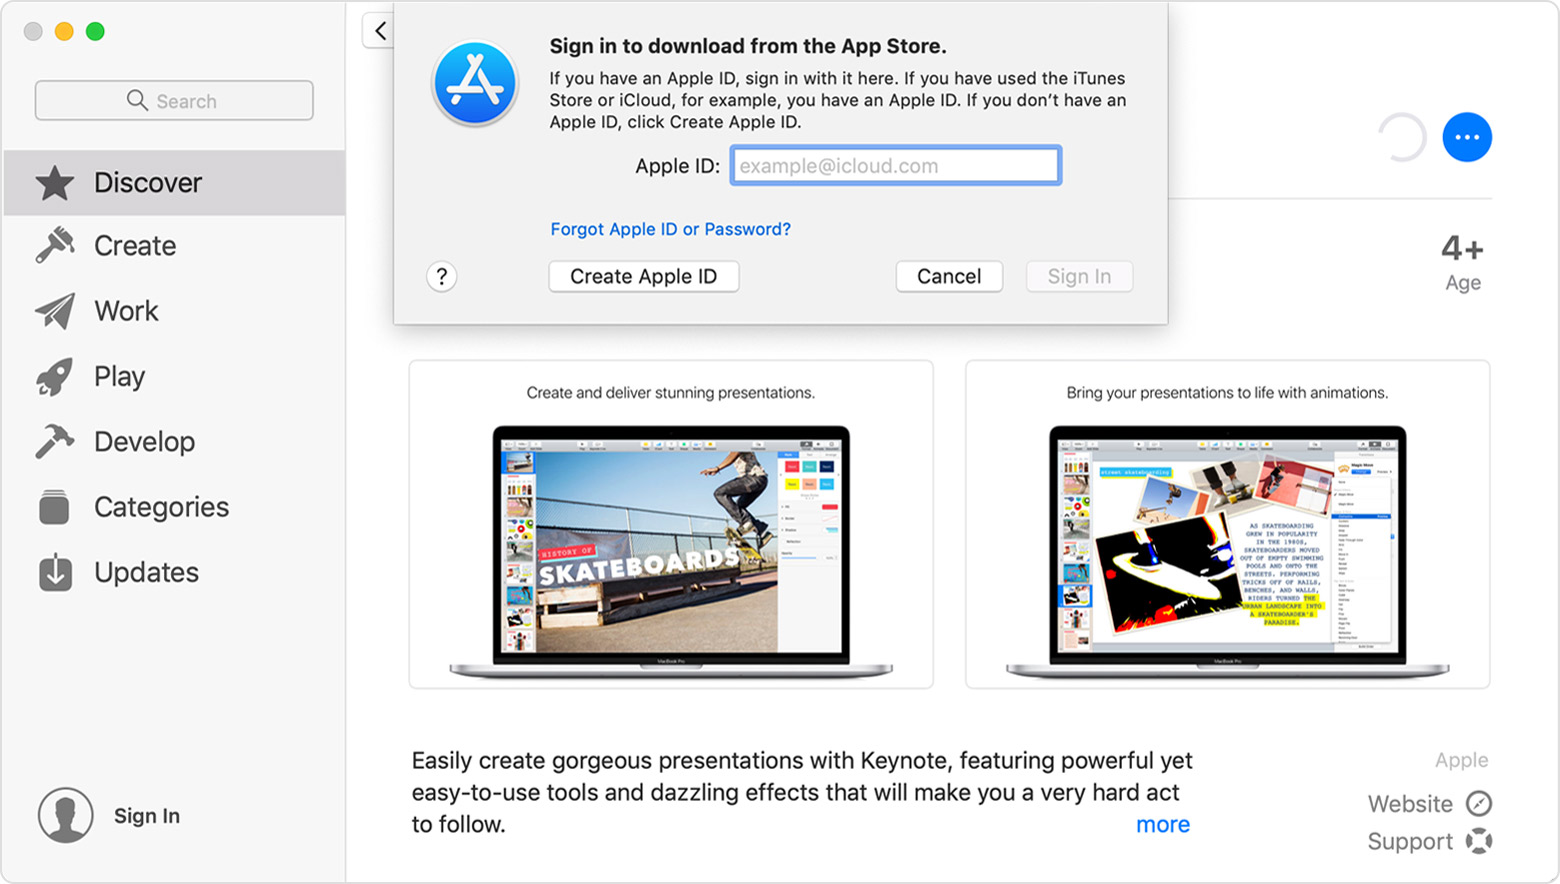 Search
Discover
Create
Work
Play
Develop
Categories
Updates
Sign In
Sign in to download from the App Store.
If you have an Apple ID, sign in with it here. If you have used the iTunes
Store or iCloud, for example, you have an Apple ID. If you don’t have an
Apple ID, click Create Apple ID.
Apple ID: example@icloud.com
Forgot Apple ID or Password?
?
Create Apple ID
Cancel
Sign In
4+
Age
Create and deliver stunning presentations.
HISTORY OF
SKATEBOARDS
MacBook Pro
Bring your presentations to life with animations.
street skateboarding
AS SKATEBOARDING
GREW IN POPULARITY
IN THE 1980S,
SKATEBOARDERS MOVED
OUT OF EMPTY SWIMMING
POOLS AND ONTO THE
STREETS, PERFORMING
TRICKS OFF OF RAILS,
BENCHES, AND WALLS,
RIDERS TURNED THE
URBAN LANDSCAPE INTO
A SKATEBOARDER'S
PARADISE.
MacBook Pro
Easily create gorgeous presentations with Keynote, featuring powerful yet
easy-to-use tools and dazzling effects that will make you a very hard act
to follow.
more
Apple
Website
Support